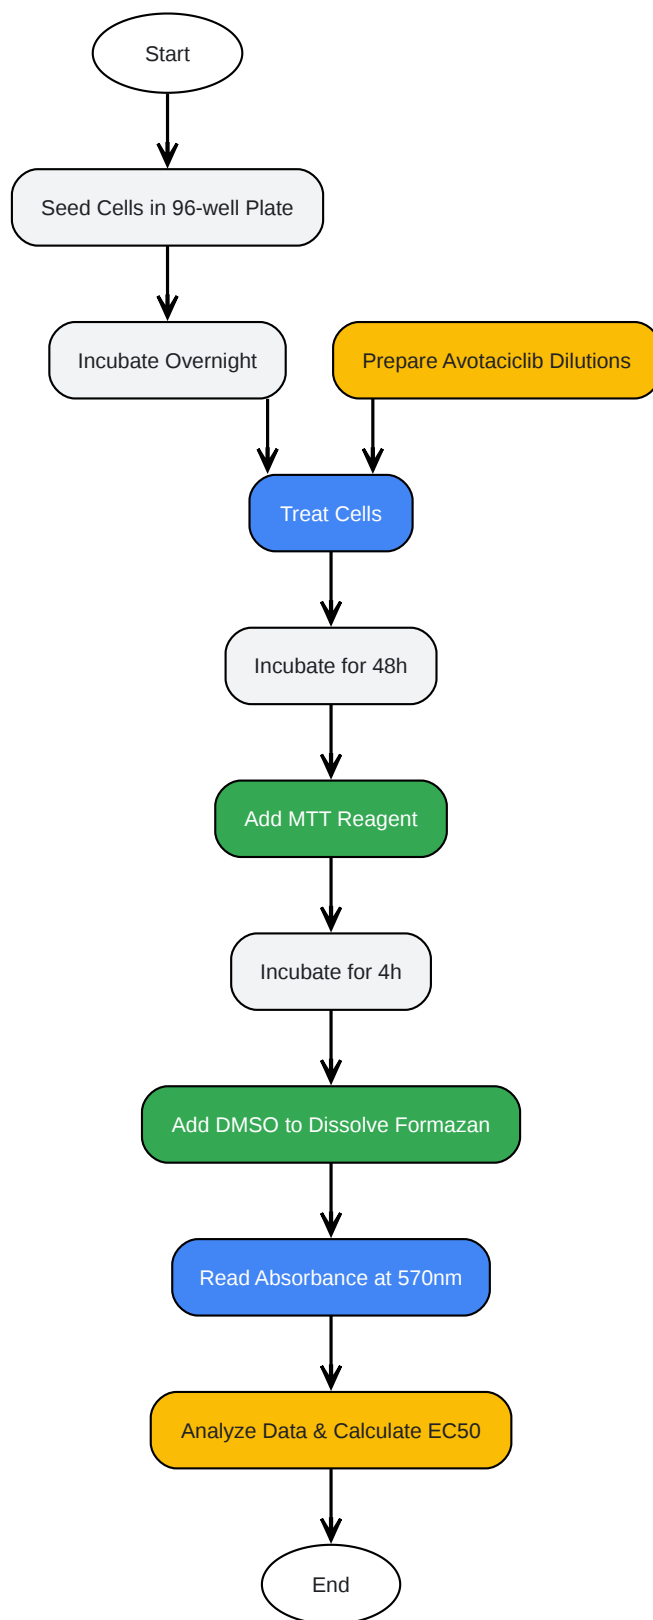 Start
Seed Cells in 96-well Plate
Incubate Overnight
Prepare Avotaciclib Dilutions
Treat Cells
Incubate for 48h
Add MTT Reagent
Incubate for 4h
Add DMSO to Dissolve Formazan
Read Absorbance at 570nm
Analyze Data & Calculate EC50
End